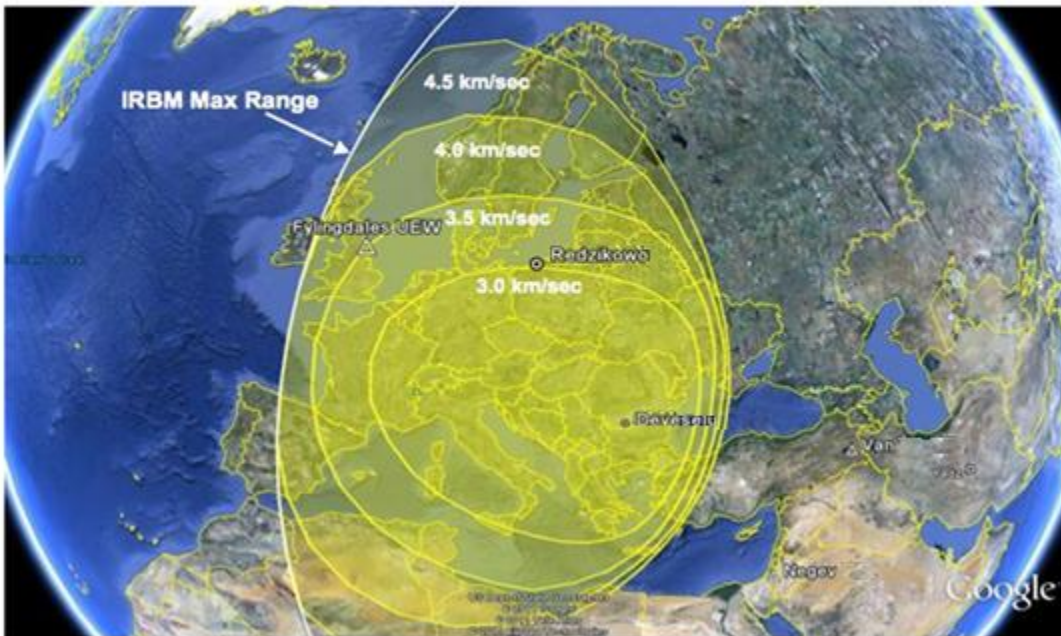 4.5 km/sec
IRBM Max Range
4.0 km/sec
3.5 km/sec
Fylingdales UEW
Redzikowo
3.0 km/sec
Deveselu
Van
Negev
Google